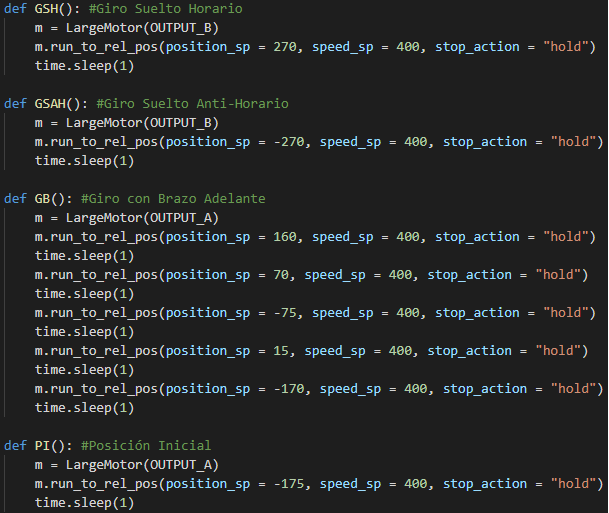 def GSH(): #Giro Suelto Horario
    m = LargeMotor(OUTPUT_B)
    m.run_to_rel_pos(position_sp = 270, speed_sp = 400, stop_action = "hold")
    time.sleep(1)

def GSAH(): #Giro Suelto Anti-Horario
    m = LargeMotor(OUTPUT_B)
    m.run_to_rel_pos(position_sp = -270, speed_sp = 400, stop_action = "hold")
    time.sleep(1)

def GB(): #Giro con Brazo Adelante
    m = LargeMotor(OUTPUT_A)
    m.run_to_rel_pos(position_sp = 160, speed_sp = 400, stop_action = "hold")
    time.sleep(1)
    m.run_to_rel_pos(position_sp = 70, speed_sp = 400, stop_action = "hold")
    time.sleep(1)
    m.run_to_rel_pos(position_sp = -75, speed_sp = 400, stop_action = "hold")
    time.sleep(1)
    m.run_to_rel_pos(position_sp = 15, speed_sp = 400, stop_action = "hold")
    time.sleep(1)
    m.run_to_rel_pos(position_sp = -170, speed_sp = 400, stop_action = "hold")
    time.sleep(1)

def PI(): #Posición Inicial
    m = LargeMotor(OUTPUT_A)
    m.run_to_rel_pos(position_sp = -175, speed_sp = 400, stop_action = "hold")
    time.sleep(1)